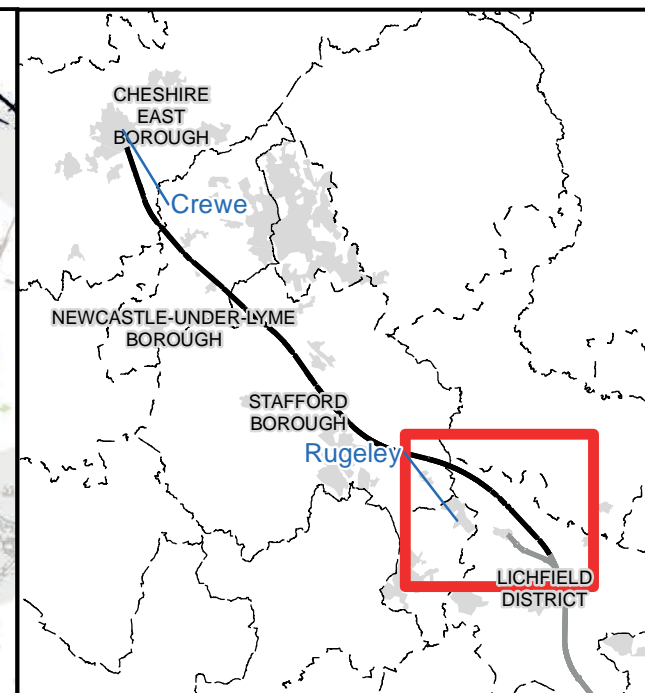 CHESHIRE
EAST
BOROUGH
Crewe
NEWCASTLE-UNDER-LYME
BOROUGH
STAFFORD
BOROUGH
Rugeley
LICHFIELD
DISTRICT